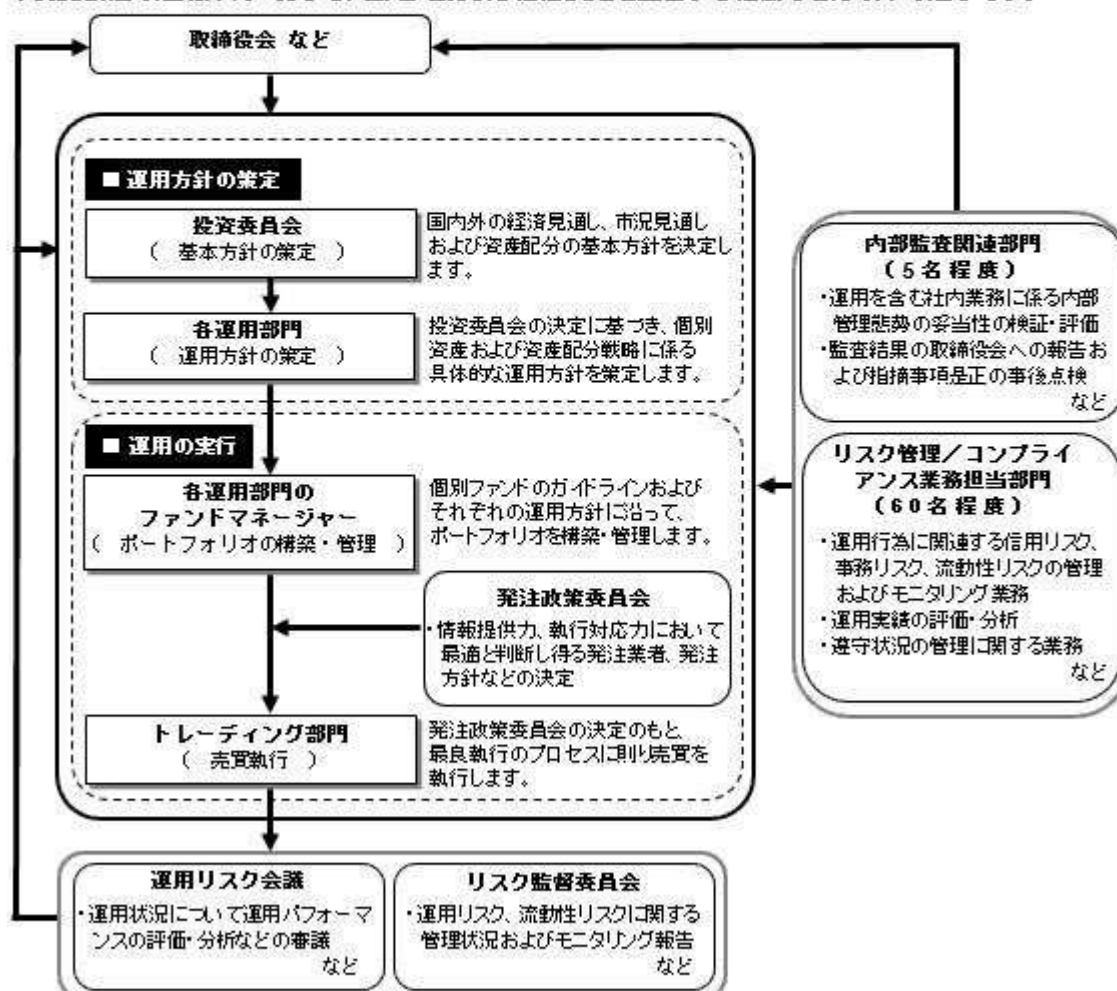 取締役会 など
■ 運用方針の策定
投資委員会
( 基本方針の策定 )
国内外の経済見通し、市況見通し
および資産配分の基本方針を決定し
ます。
各運用部門
( 運用方針の策定 )
投資委員会の決定に基づき、個別
資産および資産配分戦略に係る
具体的な運用方針を策定します。
■ 運用の実行
各運用部門の
ファンドマネージャー
( ポートフォリオの構築・管理 )
個別ファンドのガイドラインおよび
それぞれの運用方針に沿って、
ポートフォリオを構築・管理します。
発注政策委員会
・情報提供力、執行対応力において
最適と判断し得る発注業者、発注
方針などの決定
トレーディング部門
( 売買執行 )
発注政策委員会の決定のもと
最良執行のプロセスに則り売買を
執行します。
内部監査関連部門
(5名程度)
・運用を含む社内業務に係る内部
管理態勢の妥当性の検証・評価
・監査結果の取締役会への報告お
よび指摘事項是正の事後点検
など
リスク管理/コンプライ
アンス業務担当部門
(60名程度)
・運用行為に関連する信用リスク、
事務リスク、流動性リスクの管理
およびモニタリング業務
・運用実績の評価・分析
・遵守状況の管理に関する業務
など
運用リスク会議
・運用状況について運用パフォーマ
ンスの評価・分析などの審議
など
リスク監督委員会
・運用リスク、流動性リスクに関する
管理状況およびモニタリング報告
など